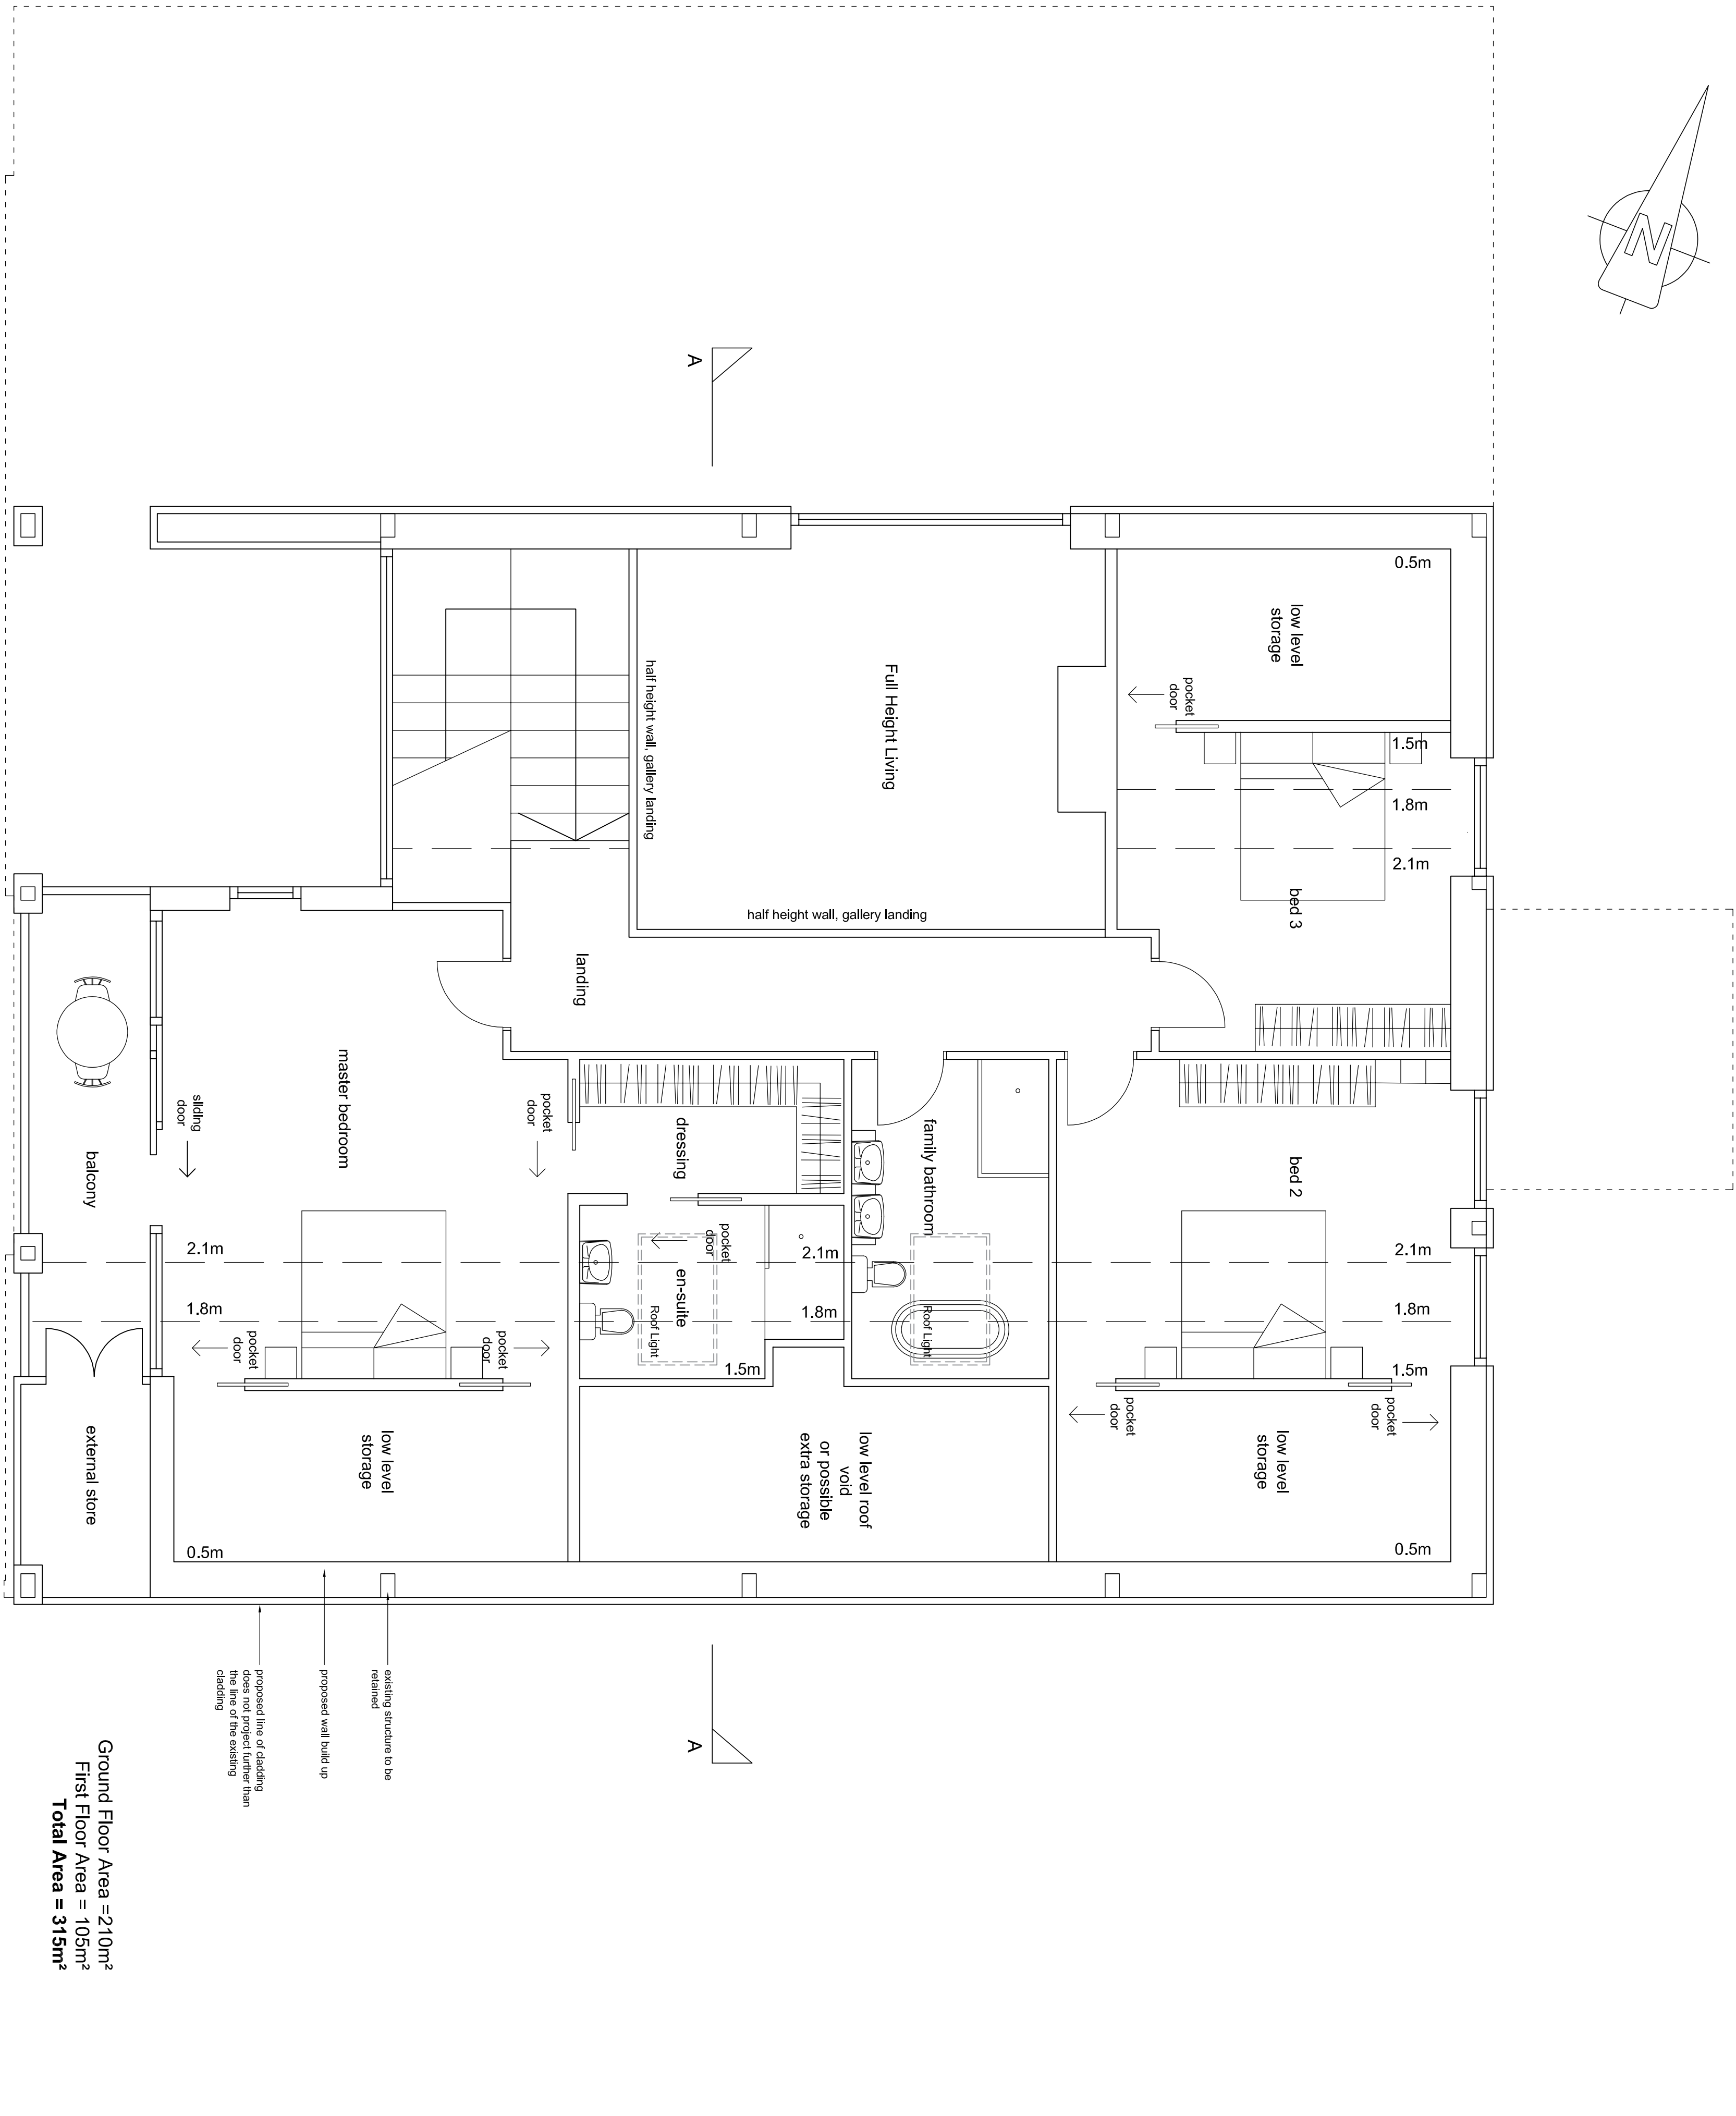 N
A
0.5m
low level
storage
pocket
door
1.5m
1.8m
2.1m
bed 3
Full Height Living
half height wall, gallery landing
half height wall, gallery landing
landing
master bedroom
sliding
door
balcony
pocket
door
dressing
family bathroom
bed 2
pocket
door
en-suite
Roof Light
Roof Light
2.1m
1.8m
2.1m
1.8m
1.5m
2.1m
1.8m
1.5m
pocket
door
pocket
door
pocket
door
pocket
door
external store
low level
storage
low level roof
void
or possible
extra storage
low level
storage
0.5m
0.5m
proposed line of cladding
does not project further than
the line of the existing
cladding
proposed wall build up
existing structure to be
retained
A
Ground Floor Area =210m²
First Floor Area = 105m²
Total Area = 315m²